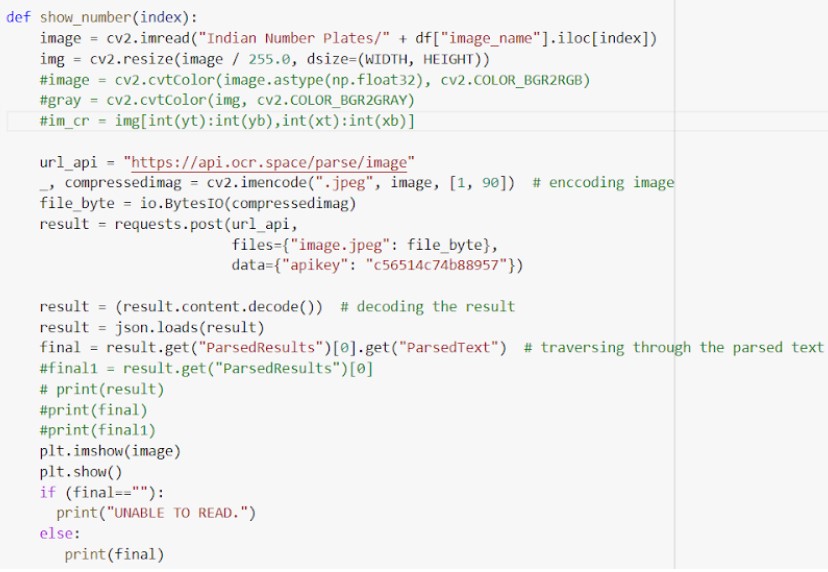 def show_number(index):
    image = cv2.imread("Indian Number Plates/" + df["image_name"].iloc[index])
    img = cv2.resize(image / 255.0, dsize=(WIDTH, HEIGHT))
    #image = cv2.cvtColor(image.astype(np.float32), cv2.COLOR_BGR2RGB)
    #gray = cv2.cvtColor(img, cv2.COLOR_BGR2GRAY)
    #im_cr = img[int(yt):int(yb),int(xt):int(xb)]

    url_api = "https://api.ocr.space/parse/image"
    _, compressedimag = cv2.imencode(".jpeg", image, [1, 90])  # enccoding image
    file_byte = io.BytesIO(compressedimag)
    result = requests.post(url_api,
                           files={"image.jpeg": file_byte},
                           data={"apikey": "c56514c74b88957"})

    result = (result.content.decode())  # decoding the result
    result = json.loads(result)
    final = result.get("ParsedResults")[0].get("ParsedText")  # traversing through the parsed text
    #final1 = result.get("ParsedResults")[0]
    # print(result)
    #print(final)
    #print(final1)
    plt.imshow(image)
    plt.show()
    if (final==""):
      print("UNABLE TO READ.")
    else:
       print(final)